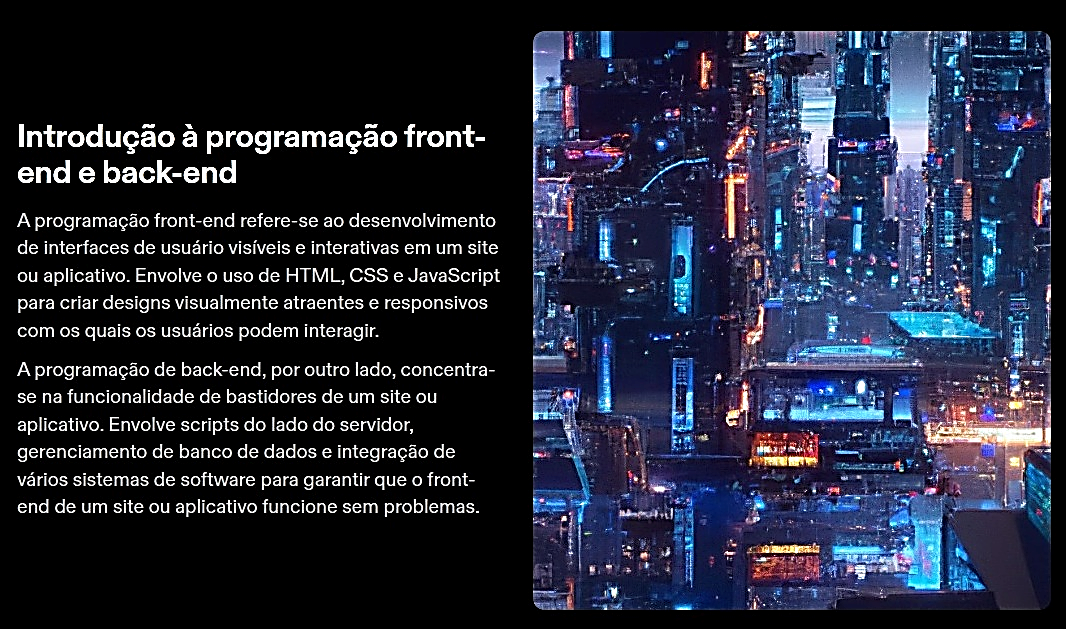 Introdução à programação front-
end e back-end
A programação front-end refere-se ao desenvolvimento
de interfaces de usuário visíveis e interativas em um site
ou aplicativo. Envolve o uso de HTML, CSS e JavaScript
para criar designs visualmente atraentes e responsivos
com os quais os usuários podem interagir.
A programação de back-end, por outro lado, concentra-
se na funcionalidade de bastidores de um site ou
aplicativo. Envolve scripts do lado do servidor,
gerenciamento de banco de dados e integração de
vários sistemas de software para garantir que o front-
end de um site ou aplicativo funcione sem problemas.